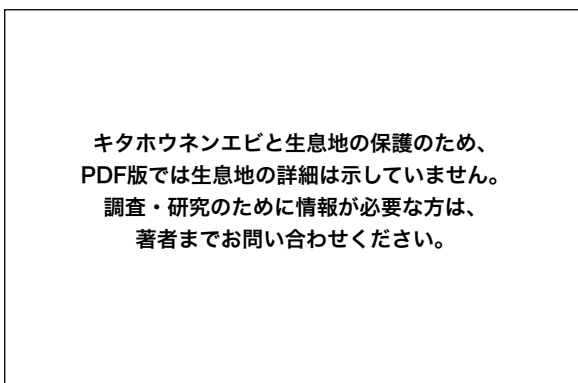 キタホウネンエビと生息地の保護のため、
PDF版では生息地の詳細は示していません。
調査・研究のために情報が必要な方は、
著者までお問い合わせください。